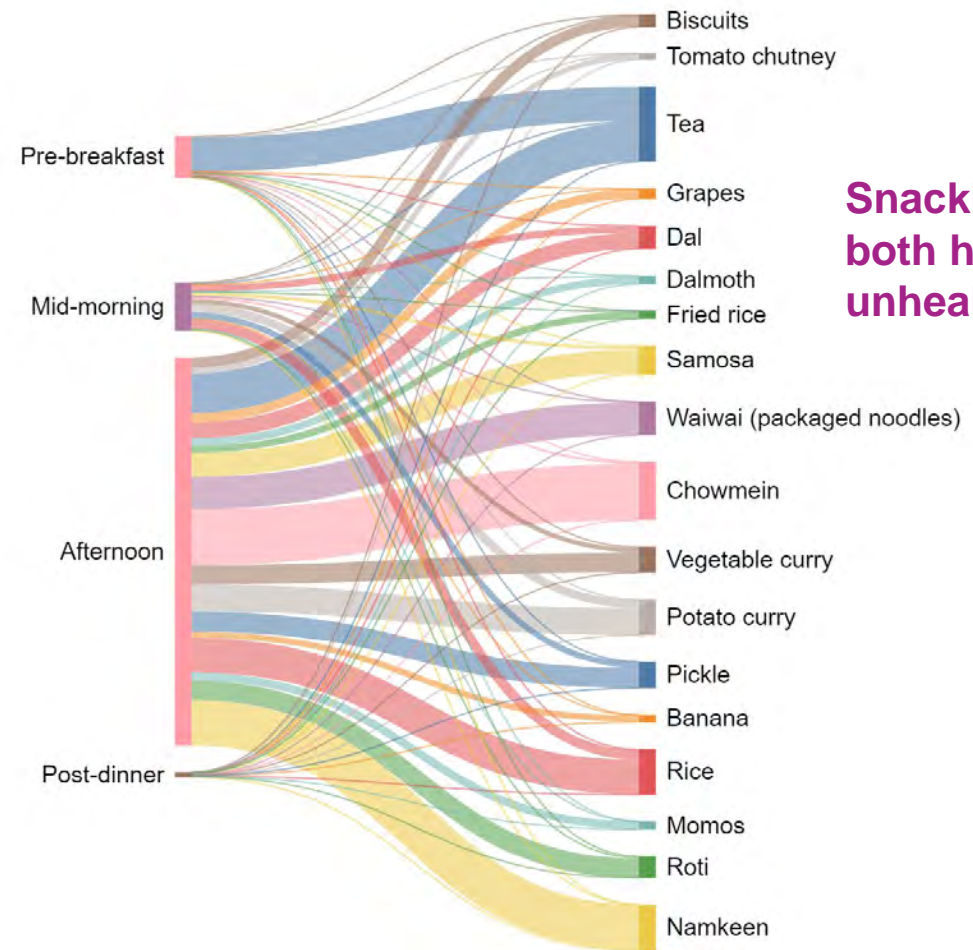 Pre-breakfast
Mid-morning
Afternoon
Post-dinner
Biscuits
Tomato chutney
Tea
Grapes
Dal
Dalmoth
Fried rice
Samosa
Waiwai (packaged noodles)
Chowmein
Vegetable curry
Potato curry
Pickle
Banana
Rice
Momos
Roti
Namkeen
Snack
both h
unhea